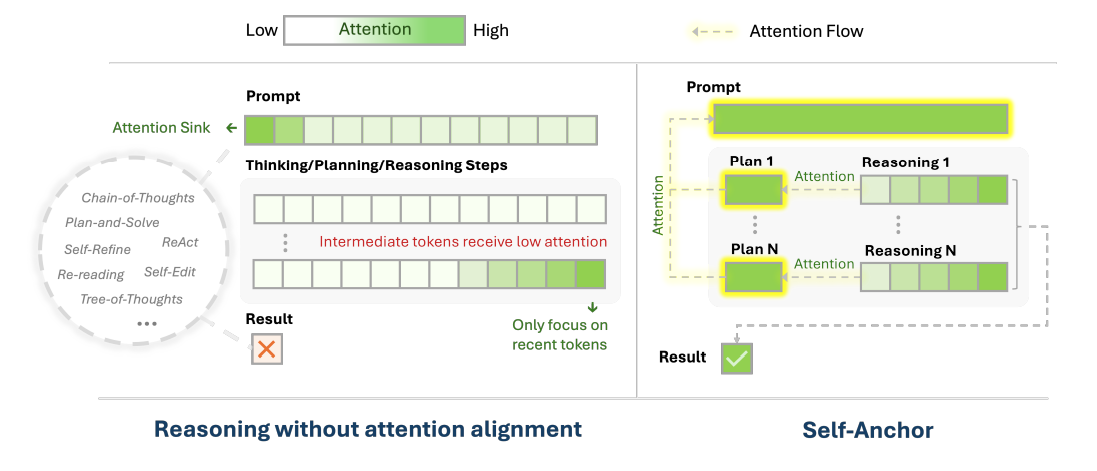 Low
Attention
High
Attention Flow
Prompt
Attention Sink
Thinking/Planning/Reasoning Steps
Chain-of-Thoughts
Plan-and-Solve
Self-Refine
ReAct
Re-reading
Self-Edit
Tree-of-Thoughts
...
Intermediate tokens receive low attention
Only focus on
recent tokens
Result
Reasoning without attention alignment
Prompt
Attention
Plan 1
Attention
Reasoning 1
Plan N
Attention
Reasoning N
Result
Self-Anchor